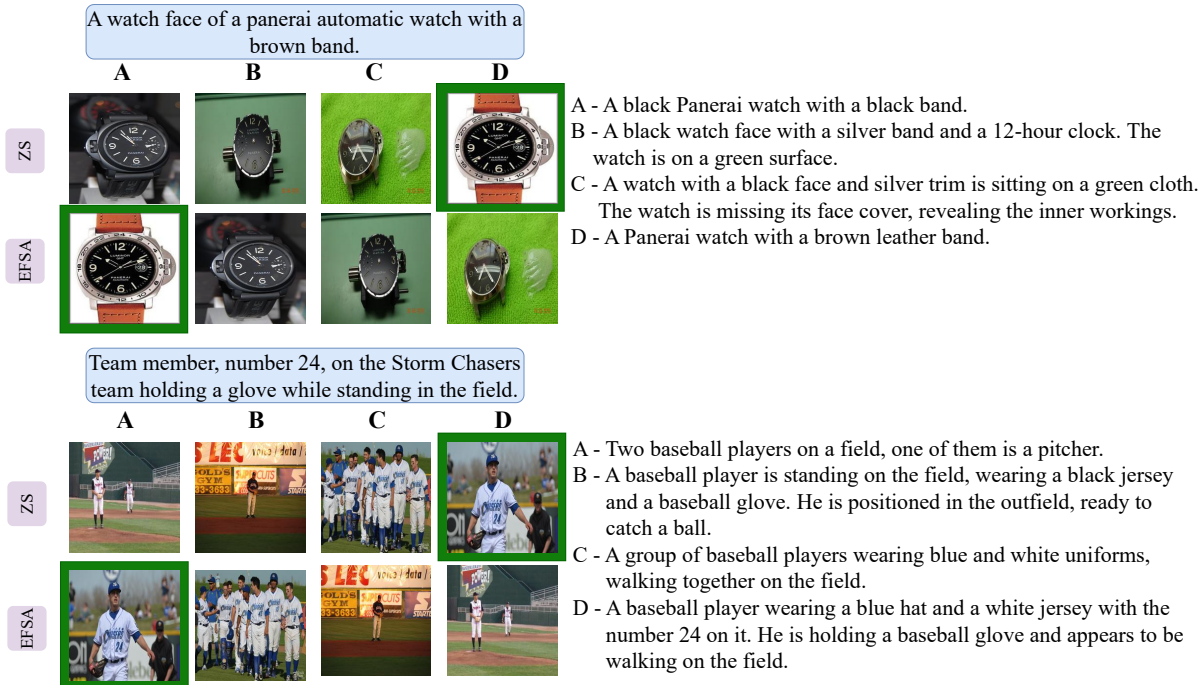 A watch face of a panerai automatic watch with a
brown band.
A B C D
ZS
EFSA
A - A black Panerai watch with a black band.
B - A black watch face with a silver band and a 12-hour clock. The
watch is on a green surface.
C - A watch with a black face and silver trim is sitting on a green cloth.
The watch is missing its face cover, revealing the inner workings.
D - A Panerai watch with a brown leather band.
Team member, number 24, on the Storm Chasers
team holding a glove while standing in the field.
A B C D
ZS
EFSA
A - Two baseball players on a field, one of them is a pitcher.
B - A baseball player is standing on the field, wearing a black jersey
and a baseball glove. He is positioned in the outfield, ready to
catch a ball.
C - A group of baseball players wearing blue and white uniforms,
walking together on the field.
D - A baseball player wearing a blue hat and a white jersey with the
number 24 on it. He is holding a baseball glove and appears to be
walking on the field.